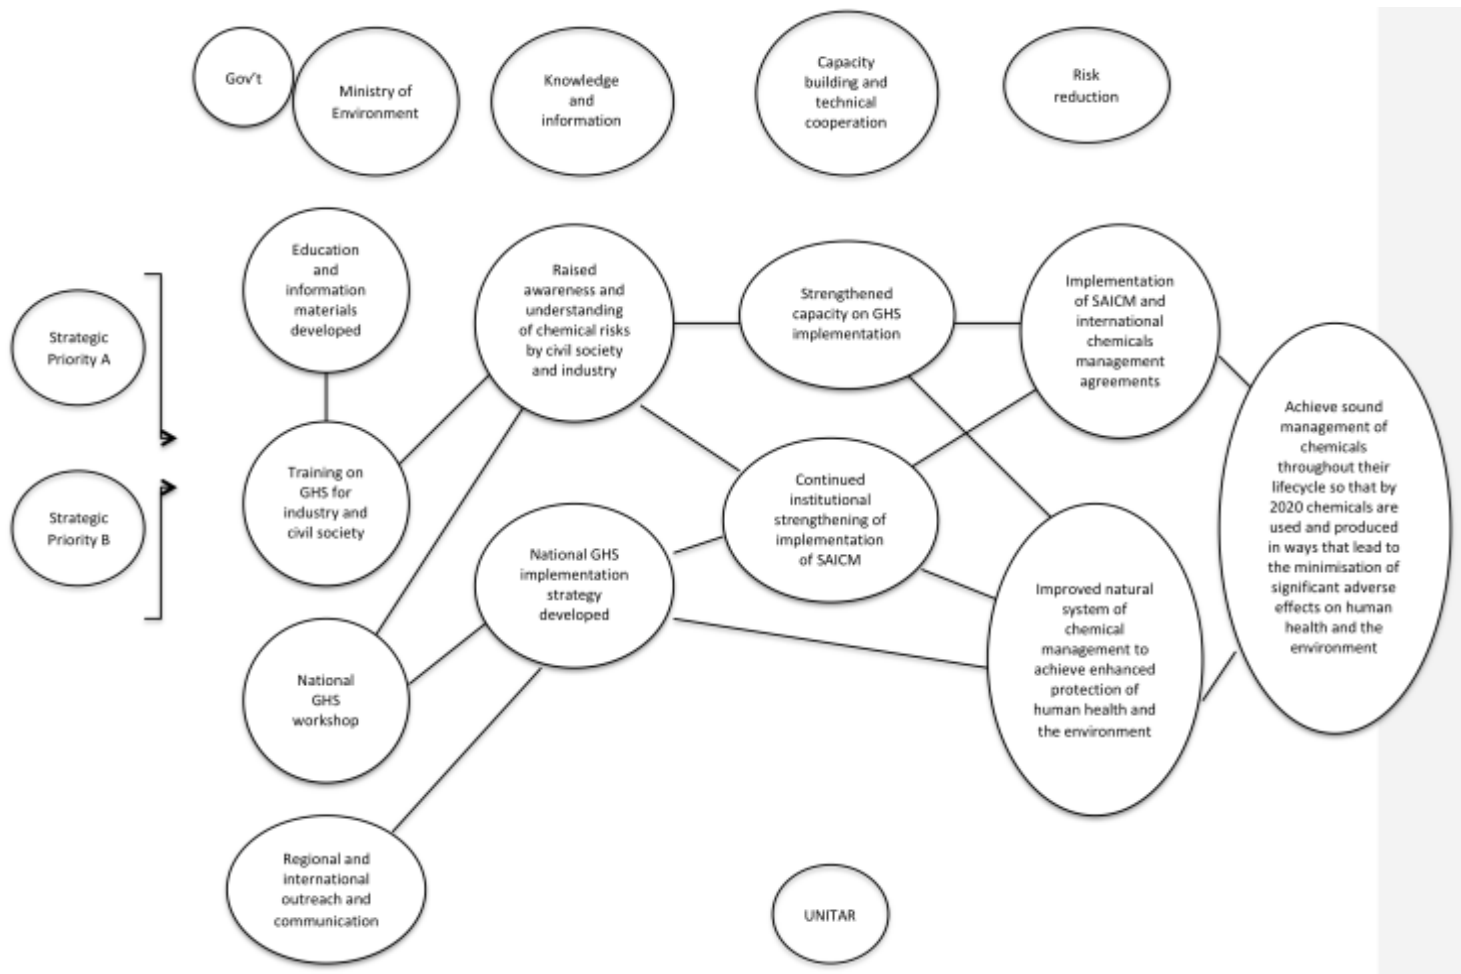 Gov't
Ministry of
Environment
Knowledge
and
information
Capacity
building and
technical
cooperation
Risk
reduction
Strategic
Priority A
Strategic
Priority B
Education
and
information
materials
developed
Training on
GHS for
industry and
civil society
National
GHS
workshop
Regional and
international
outreach and
communication
Raised
awareness and
understanding
of chemical risks
by civil society
and industry
National GHS
implementation
strategy
developed
Strengthened
capacity on GHS
implementation
Continued
institutional
strengthening of
implementation
of SAICM
Implementation
of SAICM and
international
chemicals
management
agreements
Improved natural
system of
chemical
management to
achieve enhanced
protection of
human health and
the environment
Achieve sound
management of
chemicals
throughout their
lifecycle so that by
2020 chemicals are
used and produced
in ways that lead to
the minimisation of
significant adverse
effects on human
health and the
environment
UNITAR